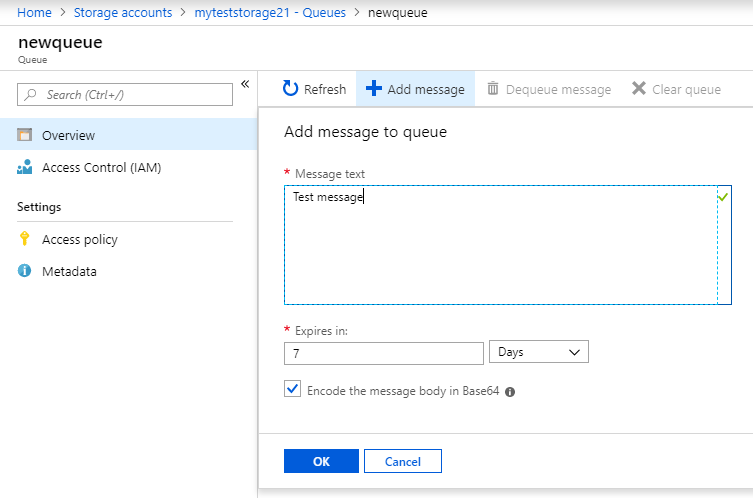 Home > Storage accounts > myteststorage21 - Queues > newqueue
newqueue
Queue
«
Search (Ctrl+/)
Overview
Access Control (IAM)
Settings
Access policy
Metadata
Refresh Add message Dequeue message Clear queue
Add message to queue
* Message text
Test message
* Expires in:
7 Days
Encode the message body in Base64
OK Cancel